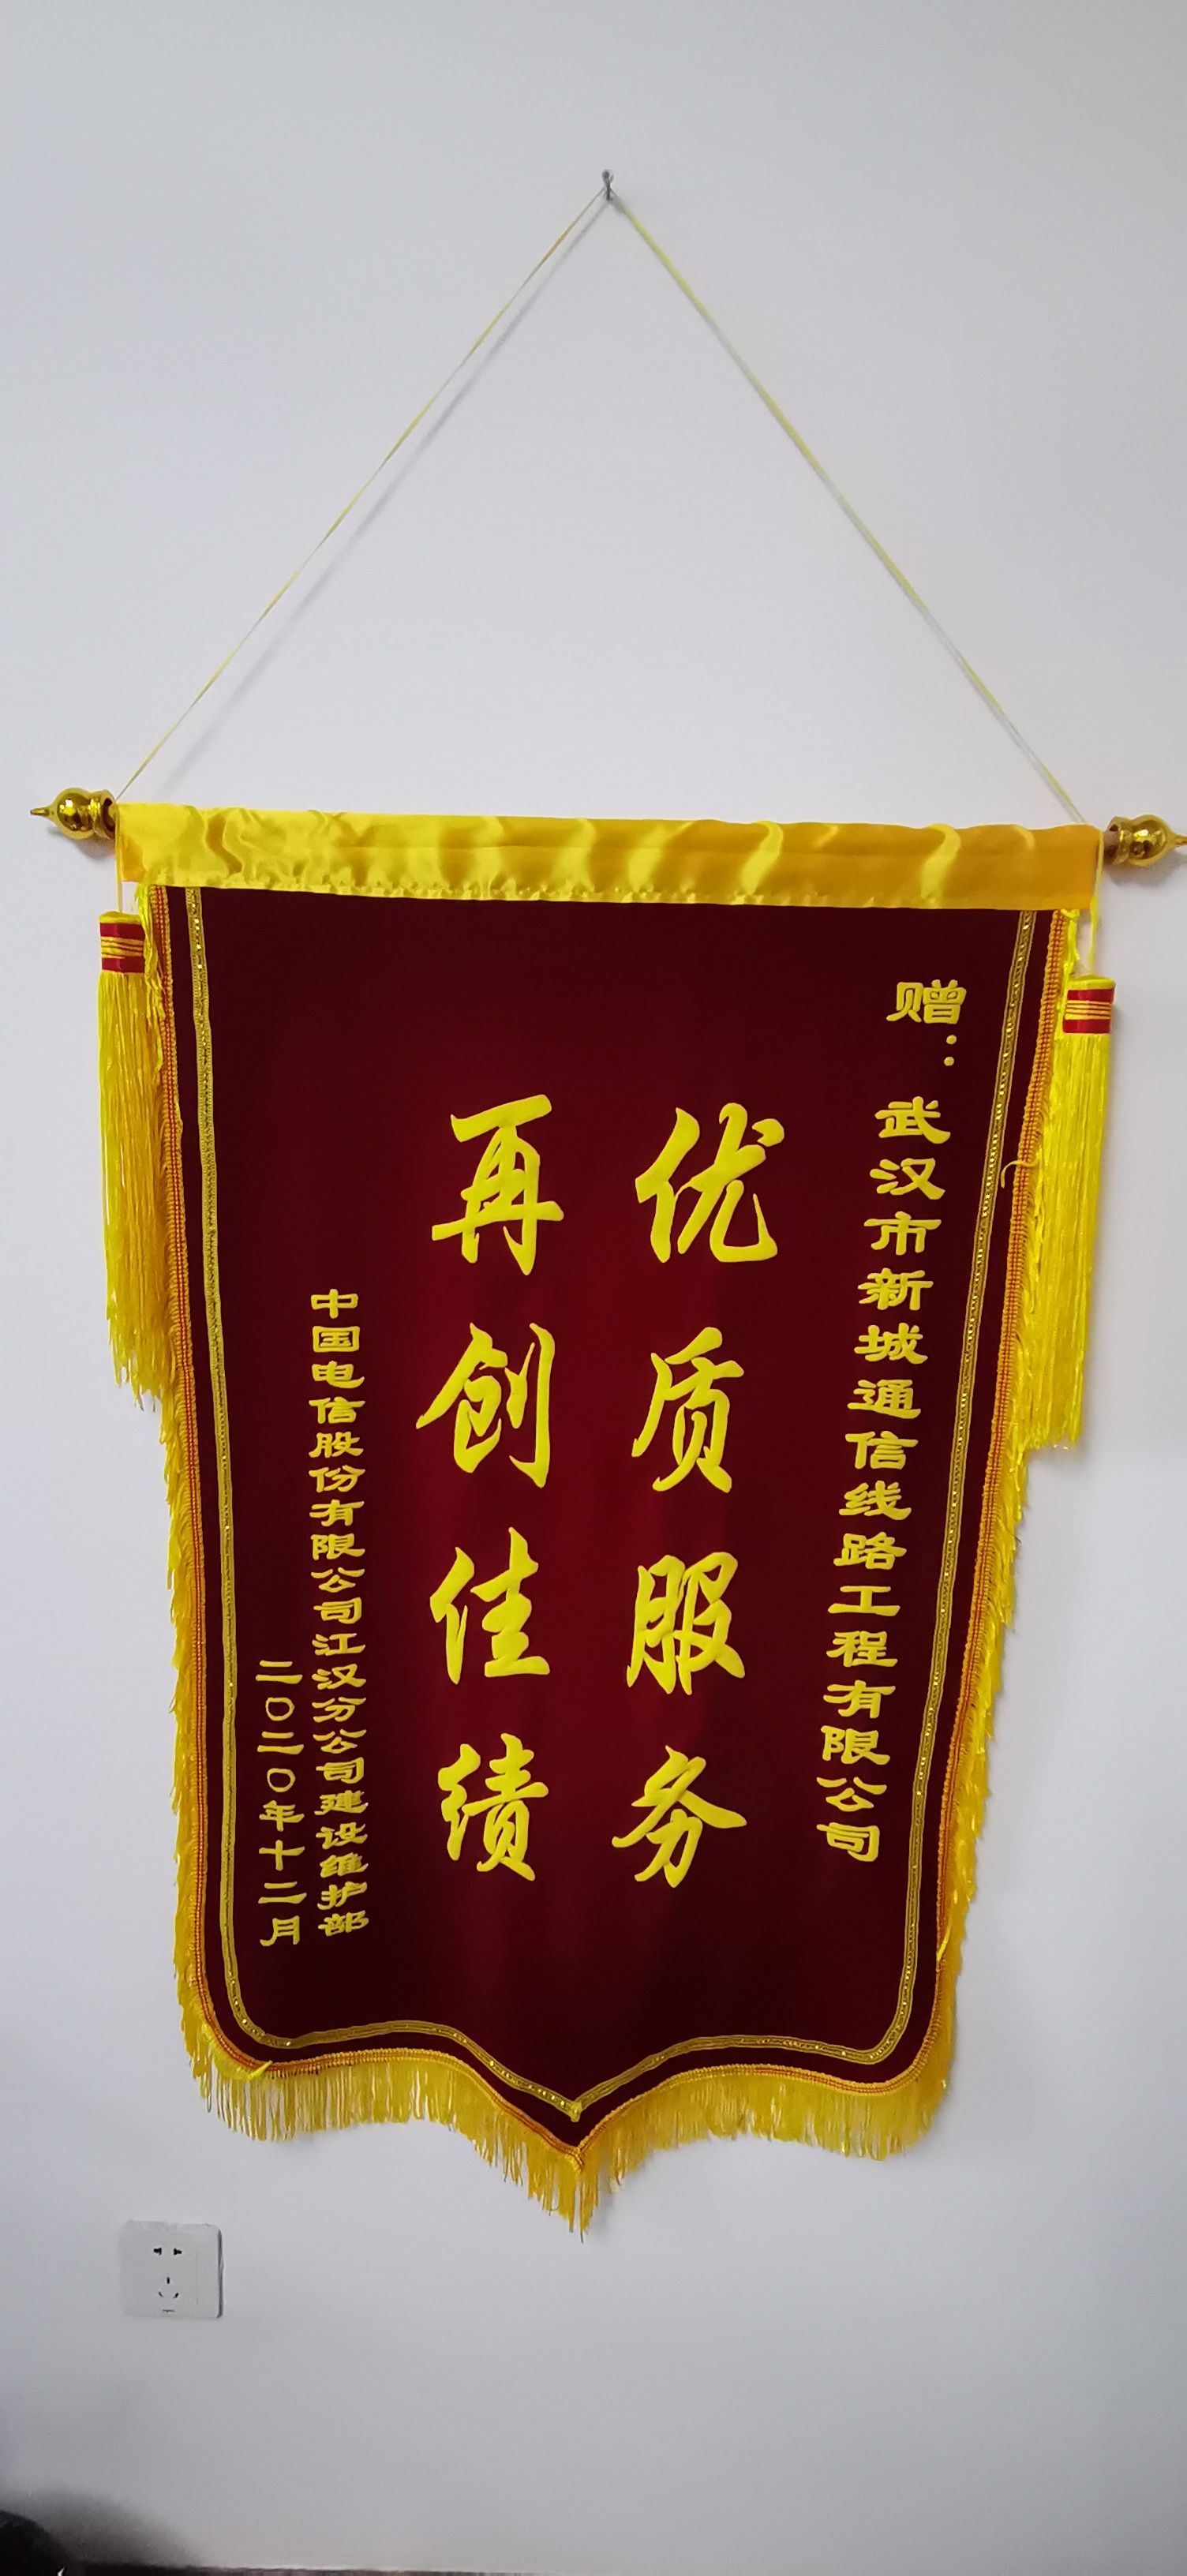 赠：武汉市新城通信线路工程有限公司
优质服务
再创佳绩
中国电信股份有限公司江汉分公司建设维护部
二〇二〇年十二月